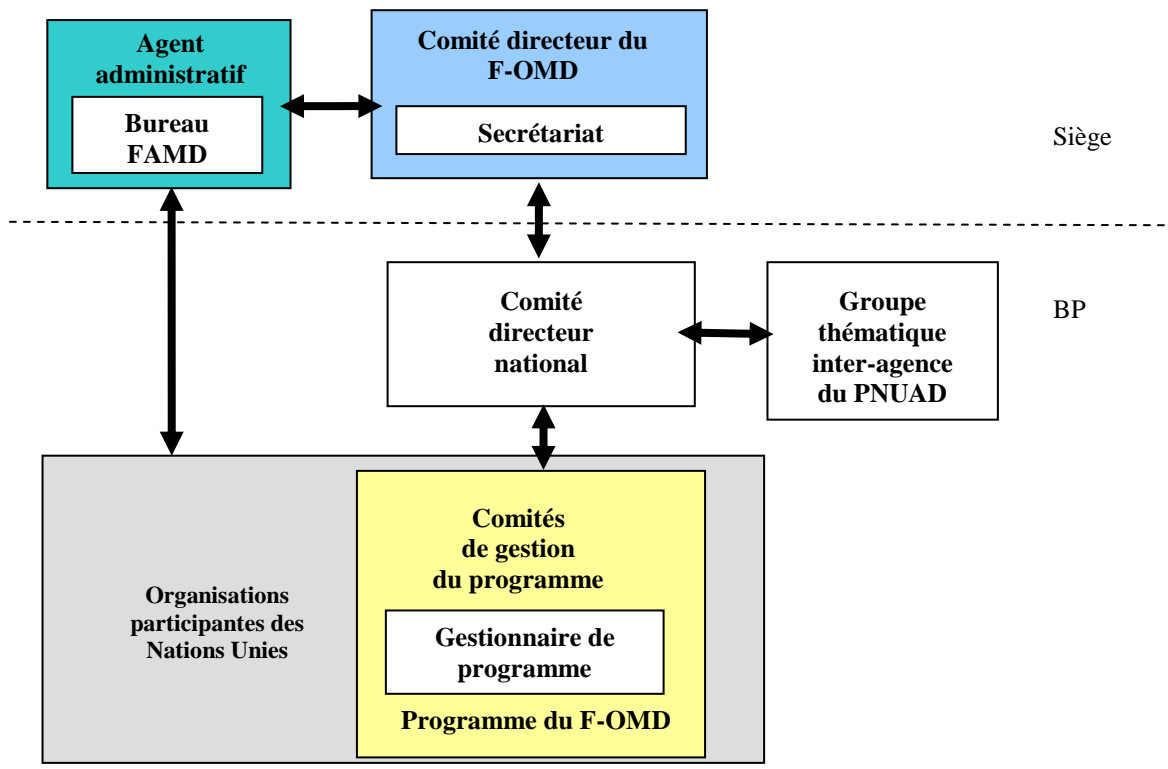 Agent
administratif
Bureau
FAMD
Comité directeur du
F-OMD
Secrétariat
Siège
Comité
directeur
national
Groupe
thématique
inter-agence
du PNUAD
BP
Organisations
participantes des
Nations Unies
Comités
de gestion
du programme
Gestionnaire de
programme
Programme du F-OMD